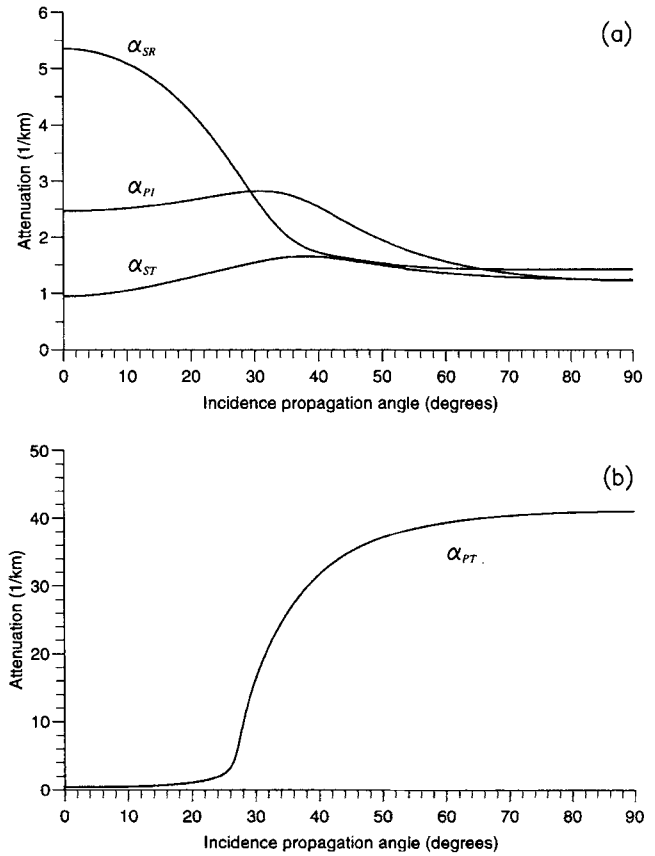 (a)
6
5
4
3
2
1
0
α_SR
α_PI
α_ST
Attenuation (1/km)
0 10 20 30 40 50 60 70 80 90
Incidence propagation angle (degrees)
(b)
50
40
30
20
10
0
α_PT
Attenuation (1/km)
0 10 20 30 40 50 60 70 80 90
Incidence propagation angle (degrees)